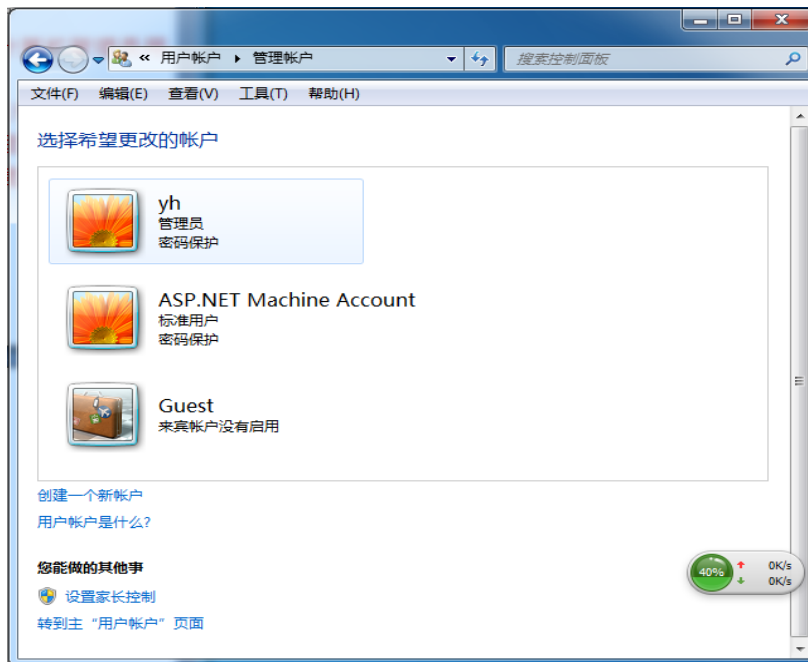 « 用户帐户 ▸ 管理帐户
搜索控制面板
文件(F) 编辑(E) 查看(V) 工具(T) 帮助(H)
选择希望更改的帐户
yh
管理员
密码保护
ASP.NET Machine Account
标准用户
密码保护
Guest
来宾帐户没有启用
创建一个新帐户
用户帐户是什么?
您能做的其他事
设置家长控制
转到主“用户帐户”页面
40%
0K/s
0K/s